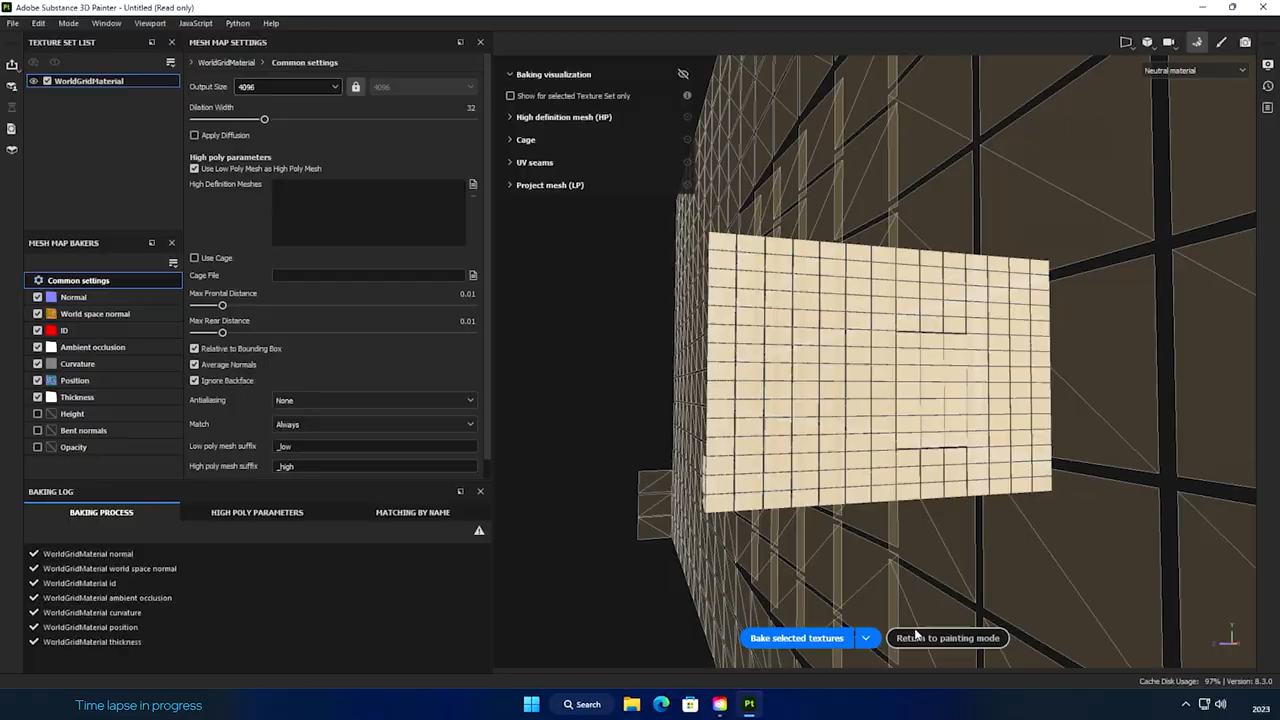 Adobe Substance 3D Painter - Untitled (Read only)
File Edit Mode Window Viewport JavaScript Python Help
TEXTURE SET LIST
WorldGridMaterial
MESH MAP BAKERS
Common settings
Normal
World space normal
ID
Ambient occlusion
Curvature
Position
Thickness
Height
Bent normals
Opacity
MESH MAP SETTINGS
WorldGridMaterial > Common settings
Output Size 4096 4096
Dilation Width 32
Apply Diffusion
High poly parameters
Use Low Poly Mesh as High Poly Mesh
High Definition Meshes
Use Cage
Cage File
Max Frontal Distance 0.01
Max Rear Distance 0.01
Relative to Bounding Box
Average Normals
Ignore Backface
Antialiasing None
Match Always
Low poly mesh suffix _low
High poly mesh suffix _high
BAKING LOG
BAKING PROCESS HIGH POLY PARAMETERS MATCHING BY NAME
WorldGridMaterial normal
WorldGridMaterial world space normal
WorldGridMaterial id
WorldGridMaterial ambient occlusion
WorldGridMaterial curvature
WorldGridMaterial position
WorldGridMaterial thickness
Baking visualization
Show for selected Texture Set only
High definition mesh (HP)
Cage
UV seams
Project mesh (LP)
Neutral material
Bake selected textures
Return to painting mode
Y
Cache Disk Usage: 97% | Version: 8.3.0
Time lapse in progress
Search
Pt
2023